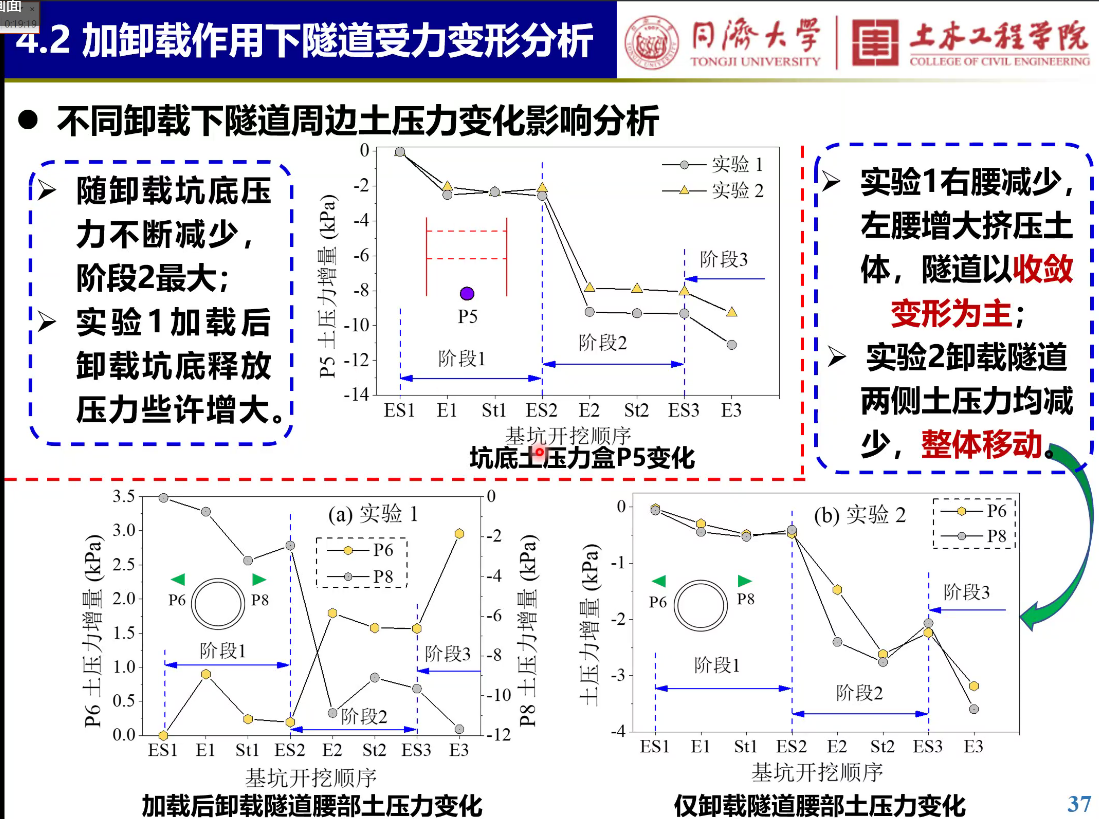 画面
0:19:19
4.2 加卸载作用下隧道受力变形分析
同濟大学
TONGJI UNIVERSITY
土木工程学院
COLLEGE OF CIVIL ENGINEERING
● 不同卸载下隧道周边土压力变化影响分析
➢ 随卸载坑底压
力不断减少，
阶段2最大；
➢ 实验1加载后
卸载坑底释放
压力些许增大。
P5 土压力增量 (kPa)
0
-2
-4
-6
-8
-10
-12
-14
实验 1
实验 2
P5
阶段1
阶段2
阶段3
ES1 E1 St1 ES2 E2 St2 ES3 E3
基坑开挖顺序
坑底土压力盒P5变化
➢ 实验1右腰减少，
左腰增大挤压土
体，隧道以收敛
变形为主；
➢ 实验2卸载隧道
两侧土压力均减
少，整体移动。
P6 土压力增量 (kPa)
3.5
3.0
2.5
2.0
1.5
1.0
0.5
0.0
(a) 实验 1
P6
P8
P6 P8
阶段1
阶段2
阶段3
0
-2
-4
-6
-8
-10
-12
P8 土压力增量 (kPa)
ES1 E1 St1 ES2 E2 St2 ES3 E3
基坑开挖顺序
加载后卸载隧道腰部土压力变化
土压力增量 (kPa)
0
-1
-2
-3
-4
(b) 实验 2
P6
P8
P6 P8
阶段1
阶段2
阶段3
ES1 E1 St1 ES2 E2 St2 ES3 E3
基坑开挖顺序
仅卸载隧道腰部土压力变化
37